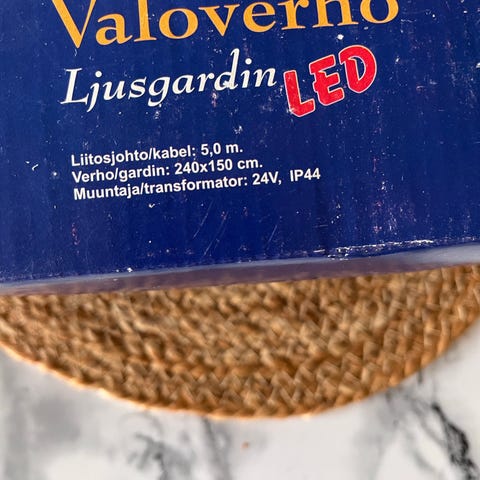 Valoverho
Ljusgardin LED
Liitosjohto/kabel: 5,0 m.
Verho/gardin: 240x150 cm.
Muuntaja/transformator: 24V, IP44